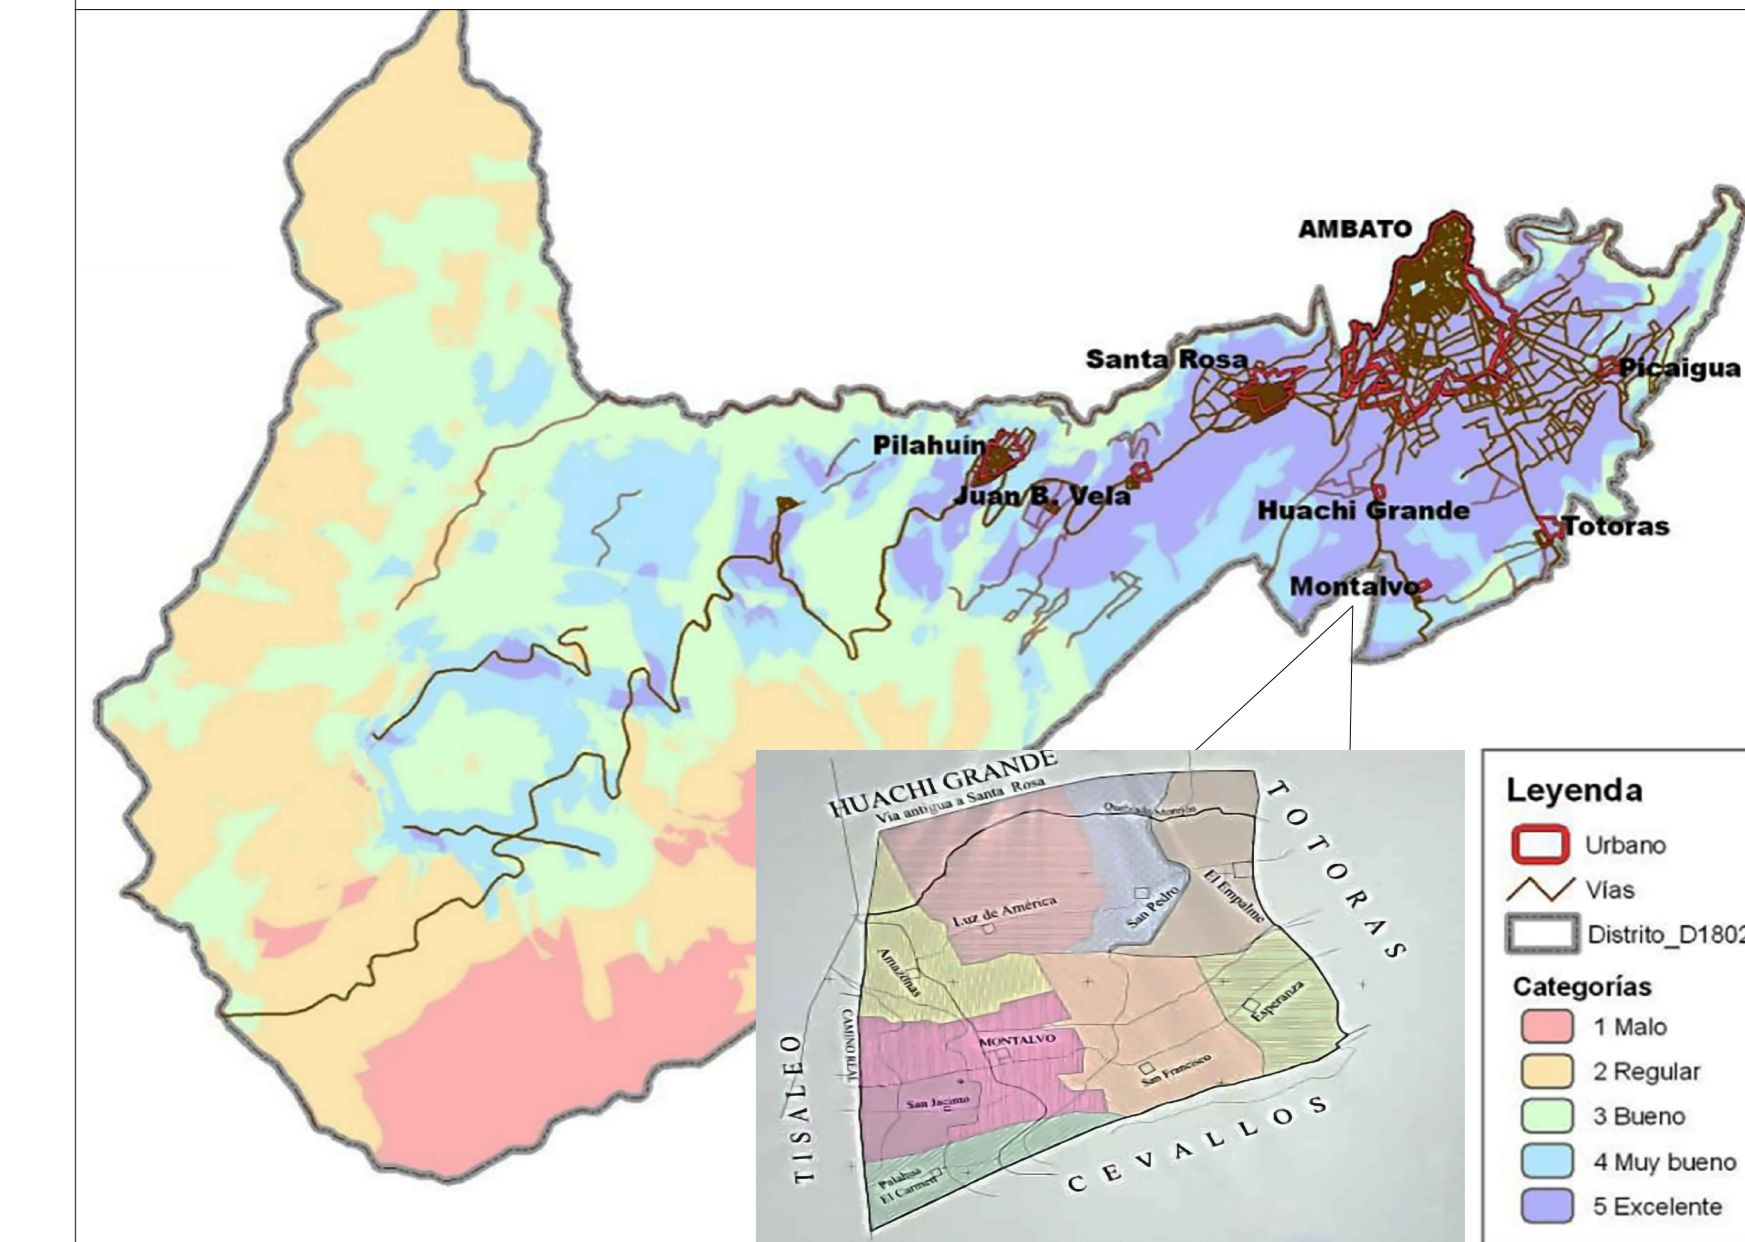 AMBATO
Santa Rosa
Picaigua
Pilahuin
Juan B. Vela
Huachi Grande
Totoras
Montalvo
HUACHI GRANDE
Vía antigua a Santa Rosa
TOTORAS
Luz de América
San Pedro
El Empalme
Amazonas
Esperanza
CAMINO REAL
MONTALVO
San Francisco
San Jacinto
TISALEO
CEVALLOS
Palahua
El Carmen
Leyenda
Urbano
Vías
Distrito_D1802
Categorías
1 Malo
2 Regular
3 Bueno
4 Muy bueno
5 Excelente